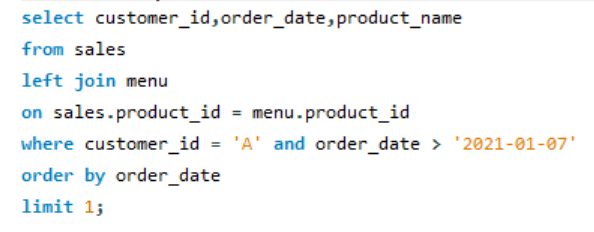 select customer_id,order_date,product_name
from sales
left join menu
on sales.product_id = menu.product_id
where customer_id = 'A' and order_date > '2021-01-07'
order by order_date
limit 1;